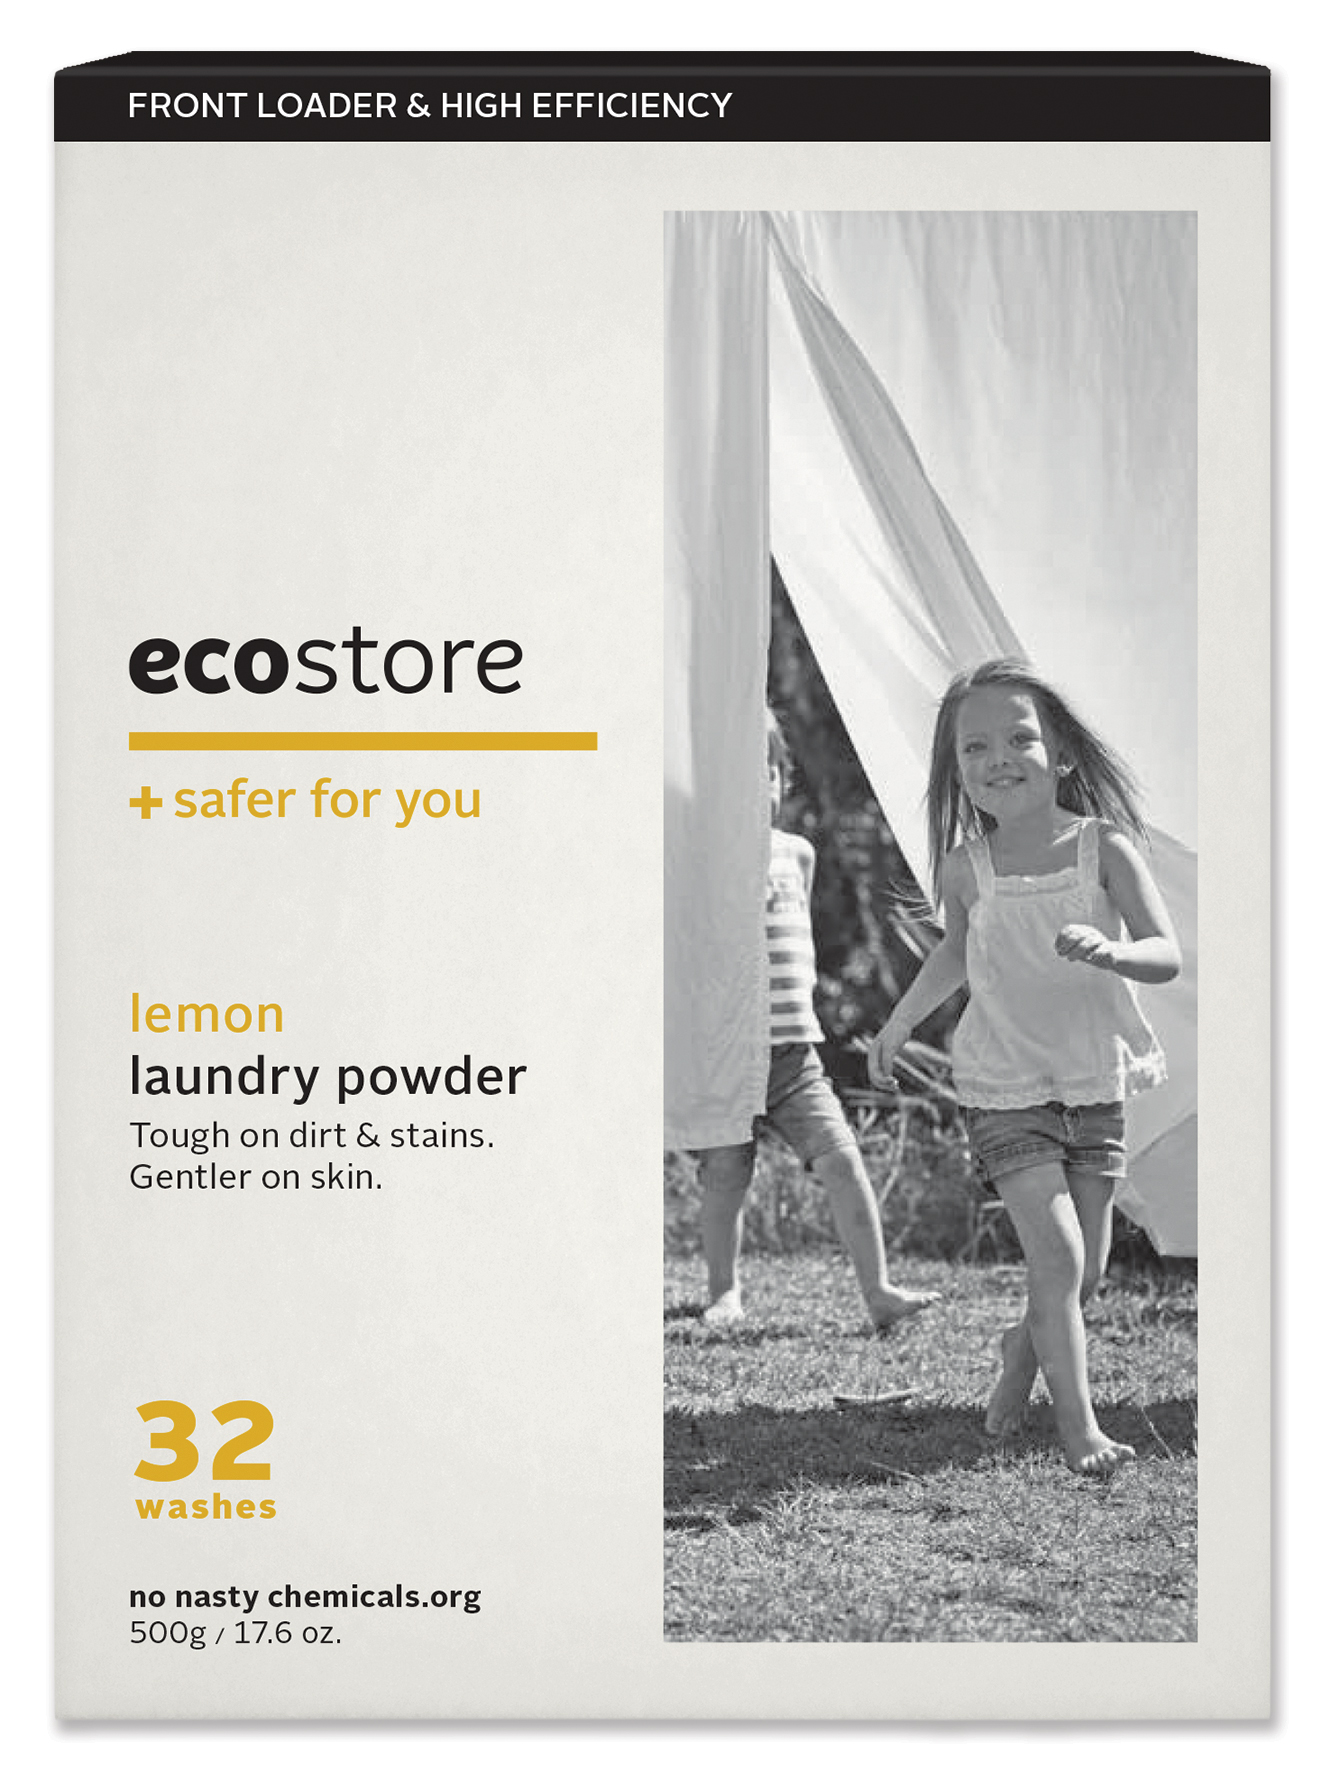 FRONT LOADER & HIGH EFFICIENCY
ecostore
+ safer for you
lemon
laundry powder
Tough on dirt & stains.
Gentler on skin.
32
washes
no nasty chemicals.org
500g / 17.6 oz.